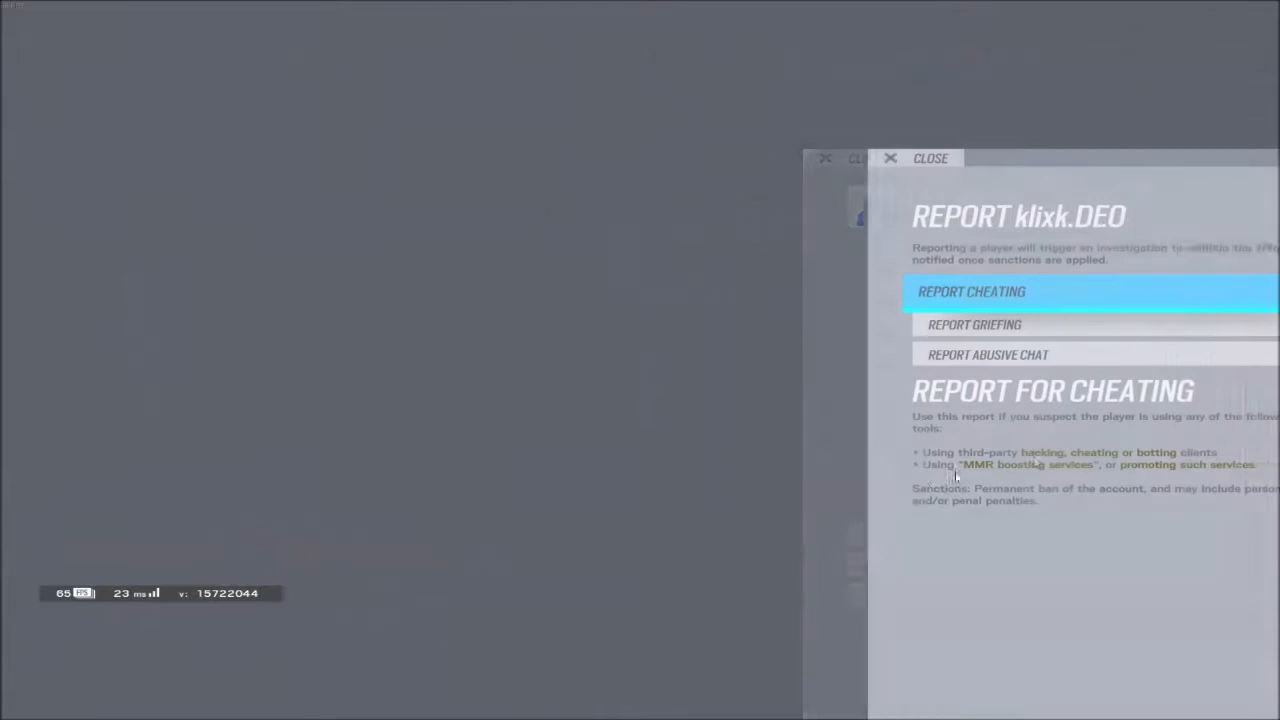 CLOSE
REPORT klixk.DEO
Reporting a player will trigger an investigation
notified once sanctions are applied.
REPORT CHEATING
REPORT GRIEFING
REPORT ABUSIVE CHAT
REPORT FOR CHEATING
Use this report if you suspect the player is using any of the
tools:
• Using third-party hacking, cheating or botting clients
• Using "MMR boosting services", or promoting such services.
Sanctions: Permanent ban of the account, and may include
and/or penal penalties.
65 FPS 23 ms v: 15722044